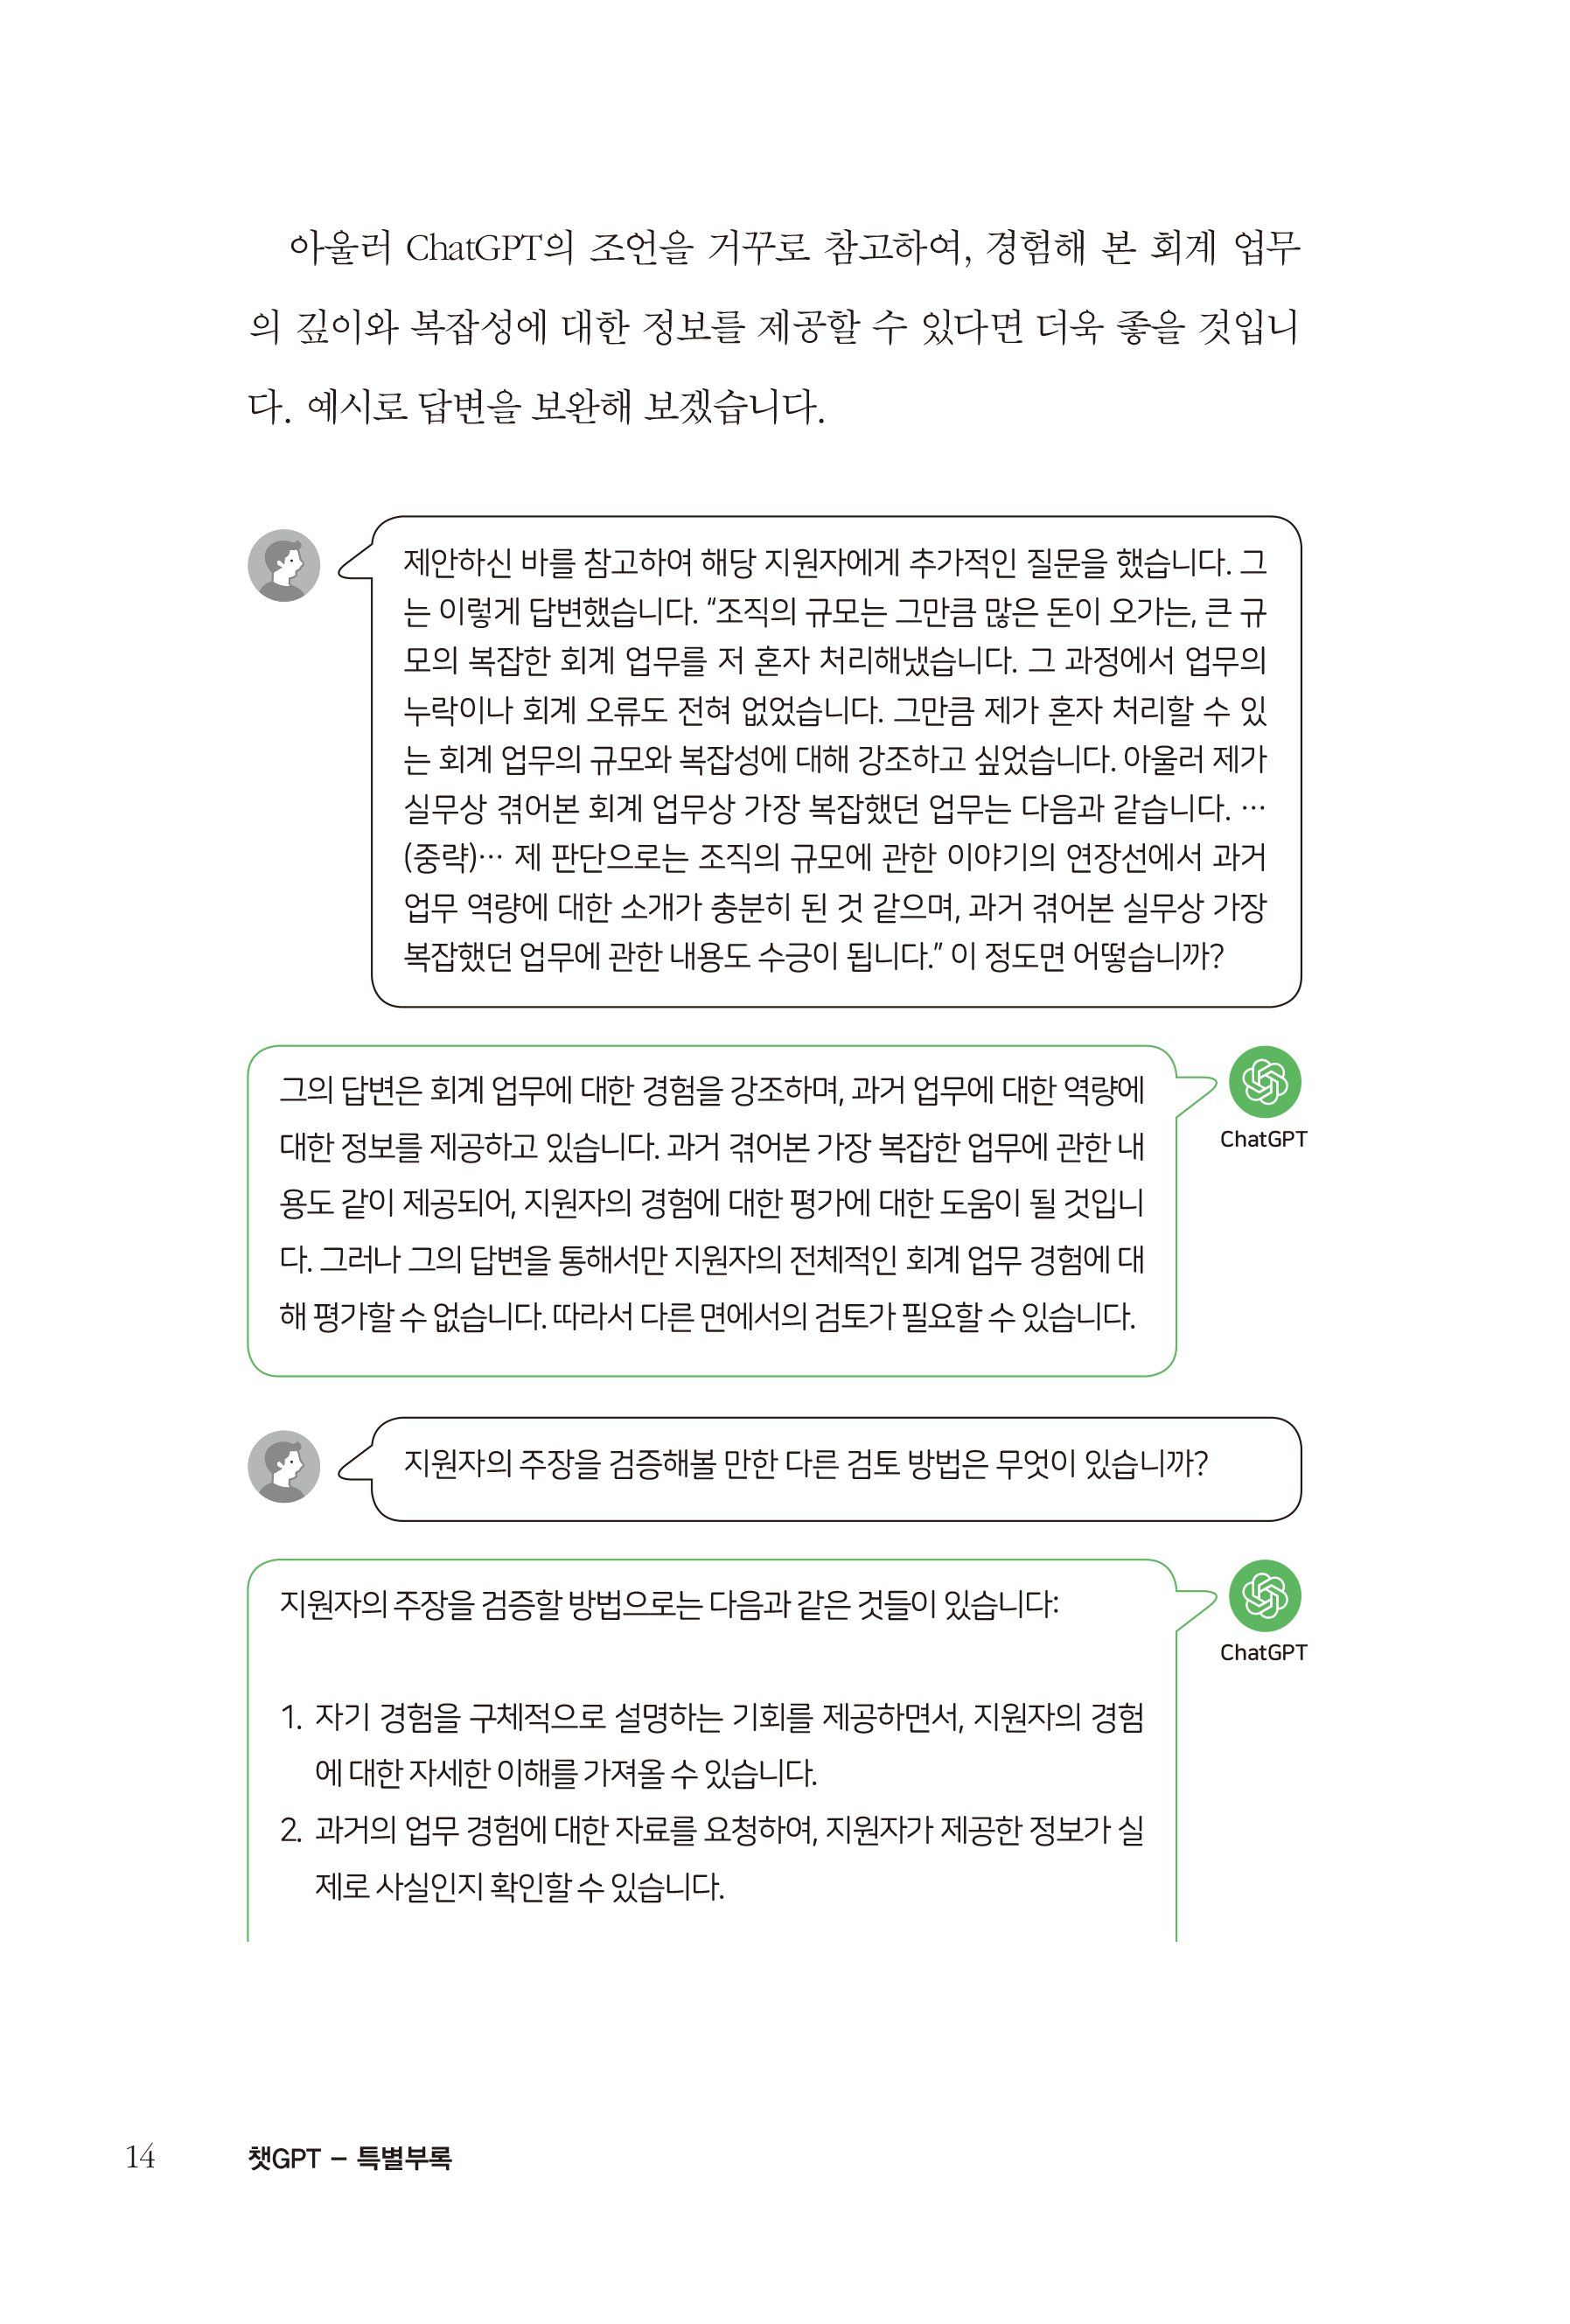 아울러 ChatGPT의 조언을 거꾸로 참고하여, 경험해 본 회계 업무
의 깊이와 복잡성에 대한 정보를 제공할 수 있다면 더욱 좋을 것입니
다. 예시로 답변을 보완해 보겠습니다.
제안하신 바를 참고하여 해당 지원자에게 추가적인 질문을 했습니다. 그
는 이렇게 답변했습니다. “조직의 규모는 그만큼 많은 돈이 오가는, 큰 규
모의 복잡한 회계 업무를 저 혼자 처리해냈습니다. 그 과정에서 업무의
누락이나 회계 오류도 전혀 없었습니다. 그만큼 제가 혼자 처리할 수 있
는 회계 업무의 규모와 복잡성에 대해 강조하고 싶었습니다. 아울러 제가
실무상 겪어본 회계 업무상 가장 복잡했던 업무는 다음과 같습니다. …
(중략)… 제 판단으로는 조직의 규모에 관한 이야기의 연장선에서 과거
업무 역량에 대한 소개가 충분히 된 것 같으며, 과거 겪어본 실무상 가장
복잡했던 업무에 관한 내용도 수긍이 됩니다.” 이 정도면 어떻습니까?
그의 답변은 회계 업무에 대한 경험을 강조하며, 과거 업무에 대한 역량에
대한 정보를 제공하고 있습니다. 과거 겪어본 가장 복잡한 업무에 관한 내
용도 같이 제공되어, 지원자의 경험에 대한 평가에 대한 도움이 될 것입니
다. 그러나 그의 답변을 통해서만 지원자의 전체적인 회계 업무 경험에 대
해 평가할 수 없습니다. 따라서 다른 면에서의 검토가 필요할 수 있습니다.
ChatGPT
지원자의 주장을 검증해볼 만한 다른 검토 방법은 무엇이 있습니까?
지원자의 주장을 검증할 방법으로는 다음과 같은 것들이 있습니다:
ChatGPT
1. 자기 경험을 구체적으로 설명하는 기회를 제공하면서, 지원자의 경험
에 대한 자세한 이해를 가져올 수 있습니다.
2. 과거의 업무 경험에 대한 자료를 요청하여, 지원자가 제공한 정보가 실
제로 사실인지 확인할 수 있습니다.
14 챗GPT – 특별부록